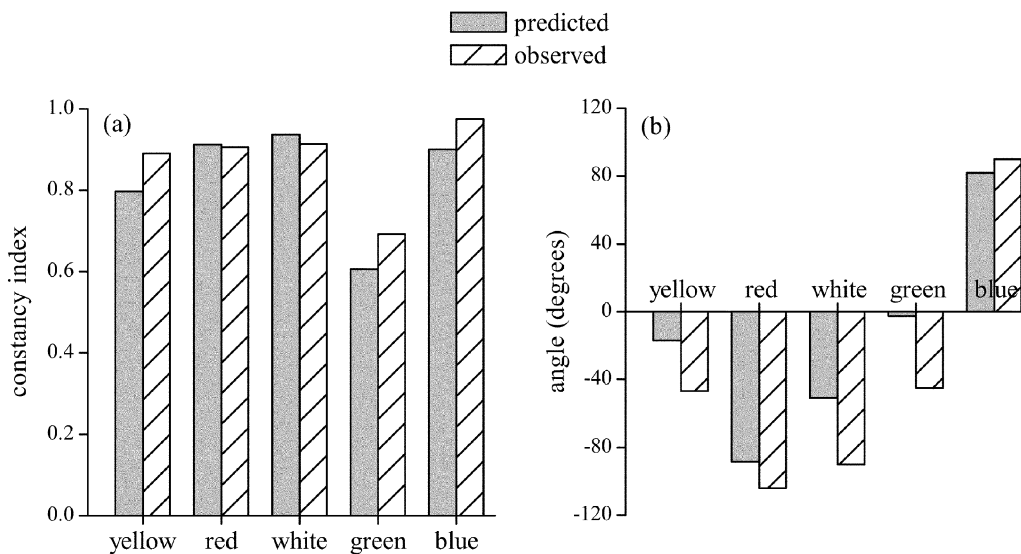 predicted
observed
(a)
constancy index
1.0
0.8
0.6
0.4
0.2
0.0
yellow red white green blue
(b)
angle (degrees)
120
80
40
0
-40
-80
-120
yellow red white green blue